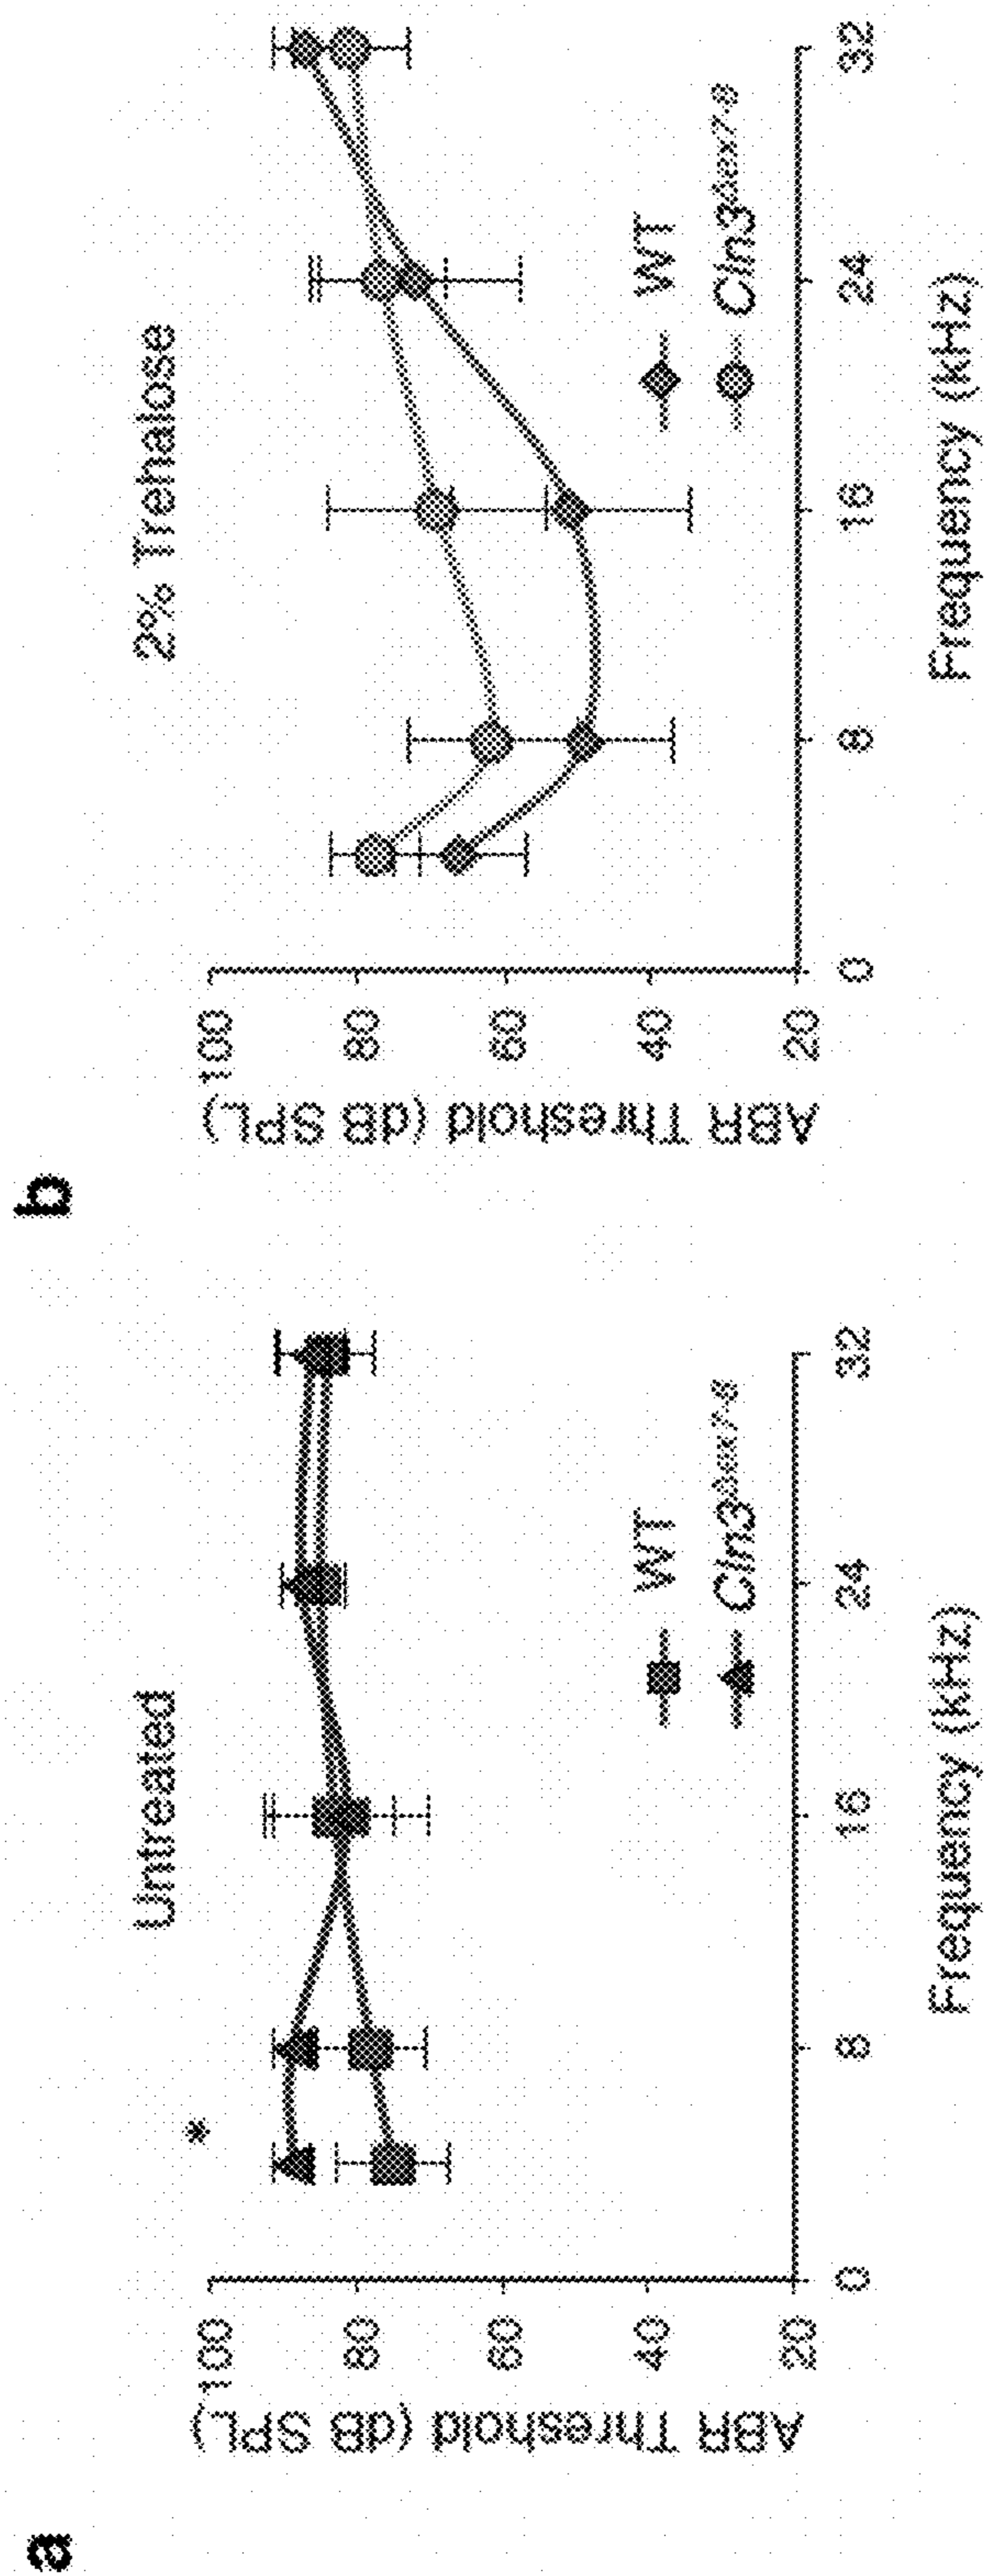 a
Untreated
ABR Threshold (dB SPL)
100
80
60
40
20
0
8
16
24
32
Frequency (kHz)
WT
Cln3Δex7-8
*
b
2% Trehalose
ABR Threshold (dB SPL)
100
80
60
40
20
0
8
16
24
32
Frequency (kHz)
WT
Cln3Δex7-8